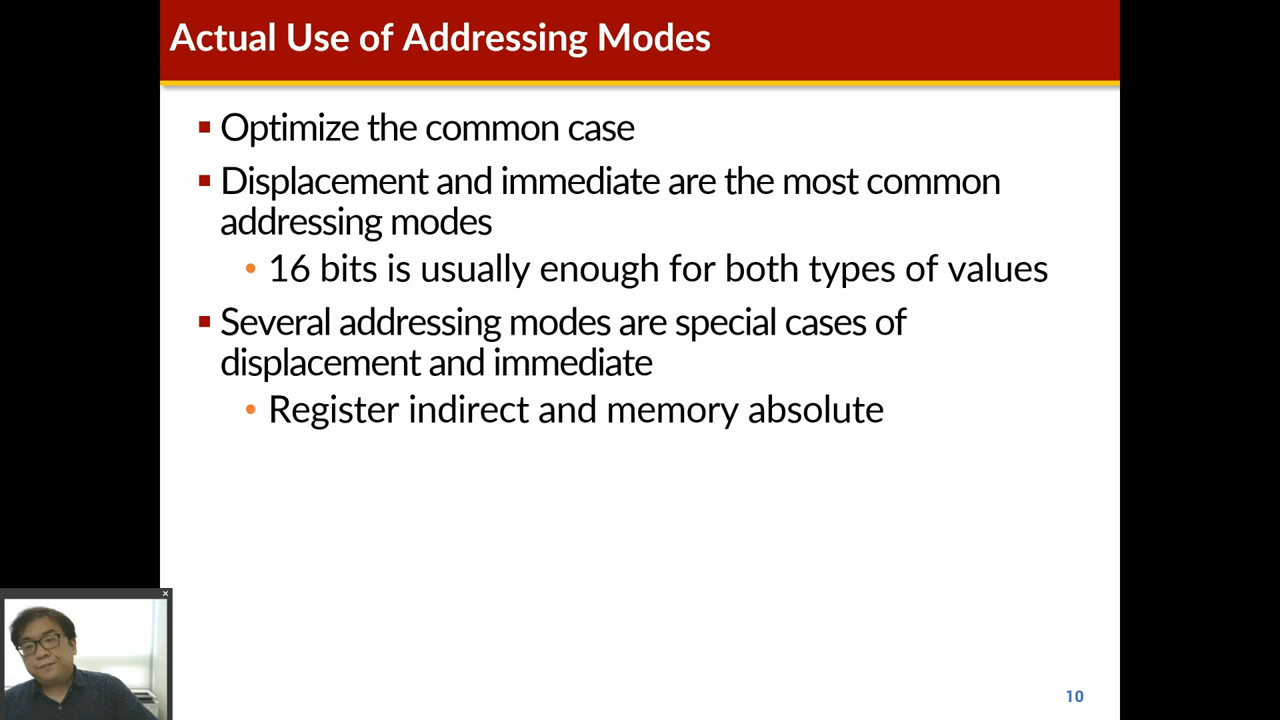 Actual Use of Addressing Modes
▪ Optimize the common case
▪ Displacement and immediate are the most common
addressing modes
• 16 bits is usually enough for both types of values
▪ Several addressing modes are special cases of
displacement and immediate
• Register indirect and memory absolute
10